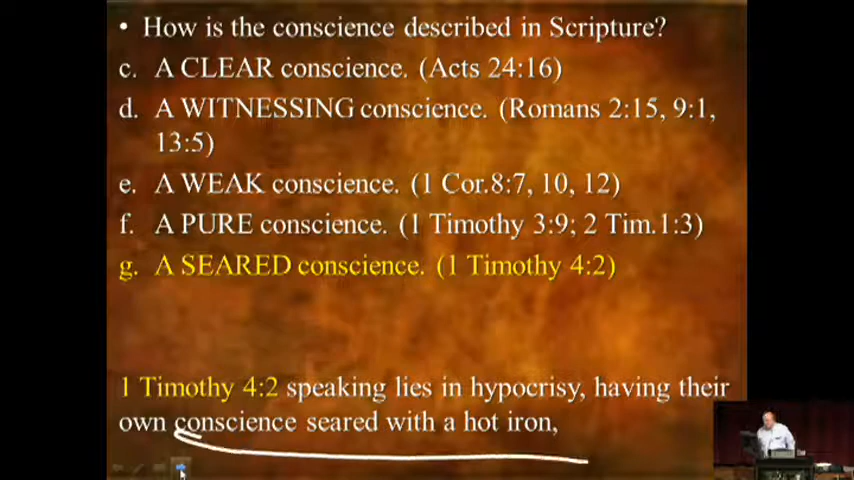 • How is the conscience described in Scripture?
c. A CLEAR conscience. (Acts 24:16)
d. A WITNESSING conscience. (Romans 2:15, 9:1,
13:5)
e. A WEAK conscience. (1 Cor.8:7, 10, 12)
f. A PURE conscience. (1 Timothy 3:9; 2 Tim.1:3)
g. A SEARED conscience. (1 Timothy 4:2)
1 Timothy 4:2 speaking lies in hypocrisy, having their
own conscience seared with a hot iron,